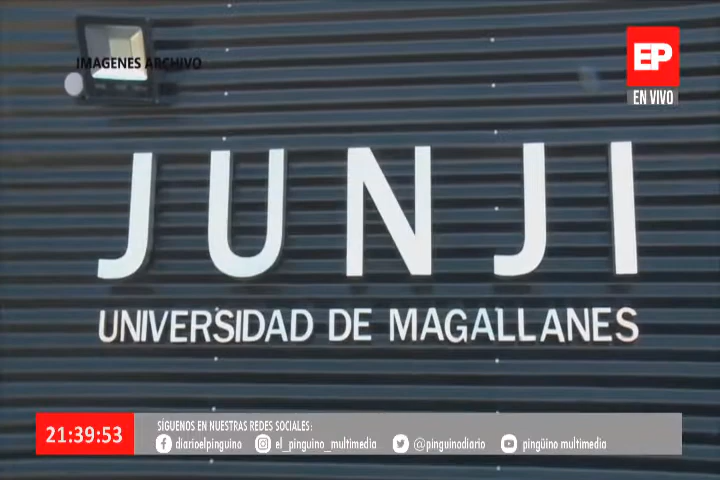 IMAGENES ARCHIVO
EP
EN VIVO
JUNJI
UNIVERSIDAD DE MAGALLANES
21:39:53
SÍGUENOS EN NUESTRAS REDES SOCIALES:
diarioelpinguino el_pinguino_multimedia @pinguinodiario pingüino multimedia